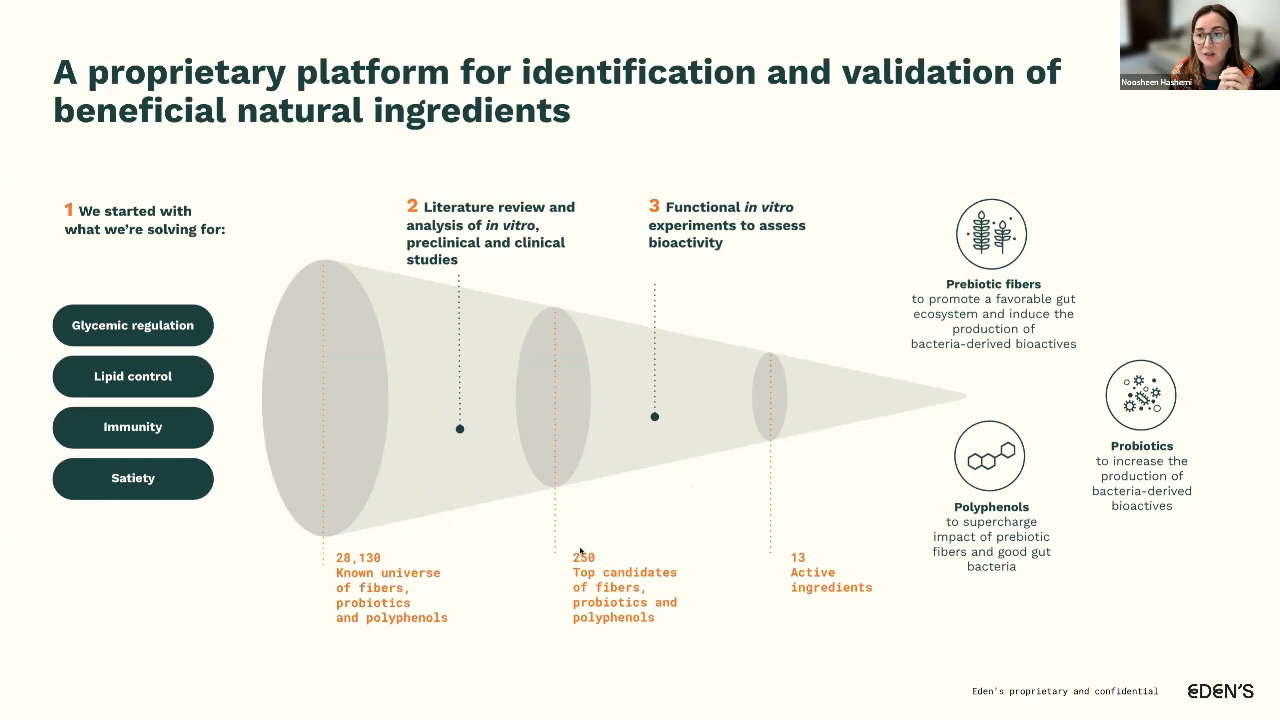 A proprietary platform for identification and validation of
beneficial natural ingredients
Noosheen Hashemi
1 We started with
what we're solving for:
Glycemic regulation
Lipid control
Immunity
Satiety
2 Literature review and
analysis of in vitro,
preclinical and clinical
studies
3 Functional in vitro
experiments to assess
bioactivity
28,130
Known universe
of fibers,
probiotics
and polyphenols
250
Top candidates
of fibers,
probiotics and
polyphenols
13
Active
ingredients
Prebiotic fibers
to promote a favorable gut
ecosystem and induce the
production of
bacteria-derived bioactives
Probiotics
to increase the
production of
bacteria-derived
bioactives
Polyphenols
to supercharge
impact of prebiotic
fibers and good gut
bacteria
Eden's proprietary and confidential
EDEN'S